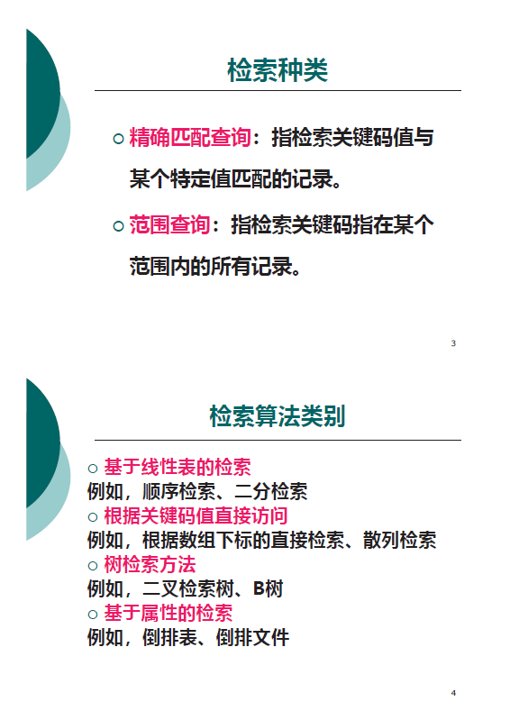 检索种类
精确匹配查询：指检索关键码值与
某个特定值匹配的记录。
范围查询：指检索关键码指在某个
范围内的所有记录。
3
检索算法类别
基于线性表的检索
例如，顺序检索、二分检索
根据关键码值直接访问
例如，根据数组下标的直接检索、散列检索
树检索方法
例如，二叉检索树、B树
基于属性的检索
例如，倒排表、倒排文件
4